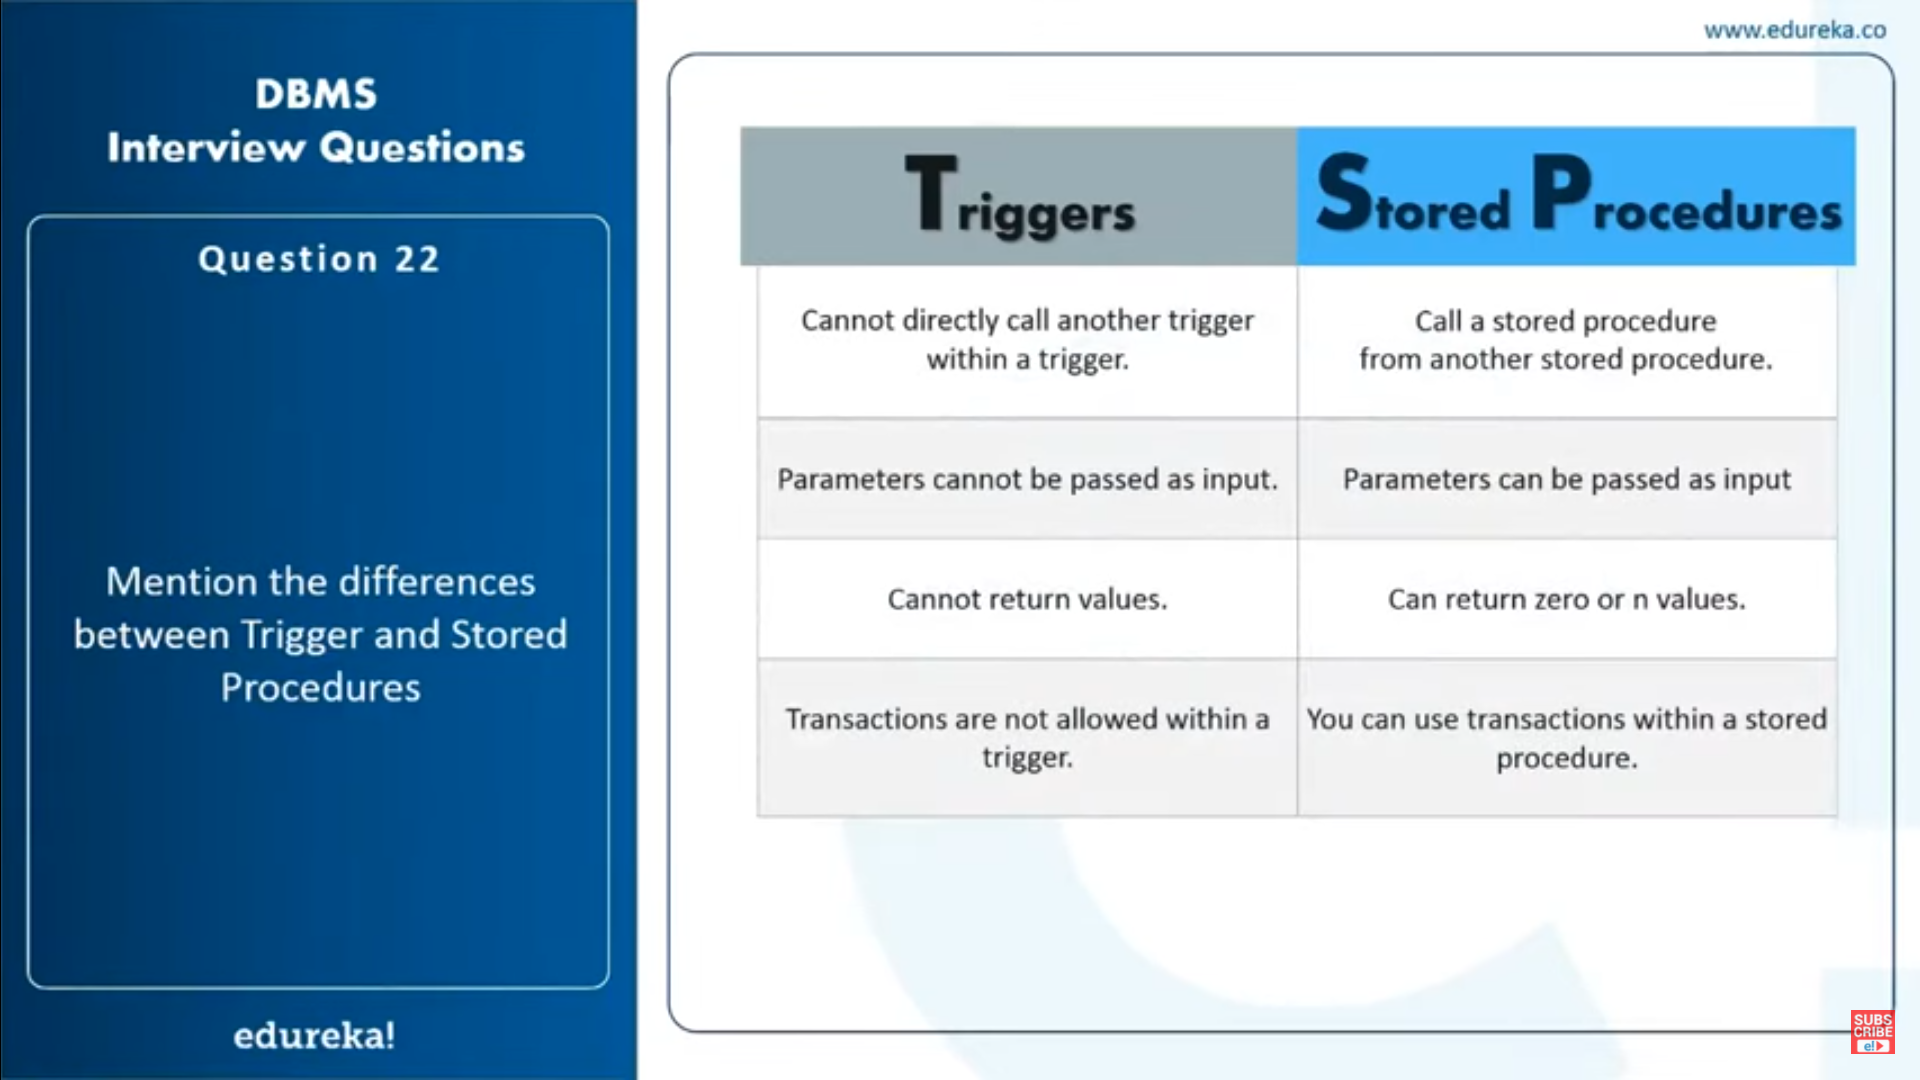 www.edureka.co
DBMS
Interview Questions
Question 22
Mention the differences
between Trigger and Stored
Procedures
edureka!
Triggers
Stored Procedures
Cannot directly call another trigger
within a trigger.
Call a stored procedure
from another stored procedure.
Parameters cannot be passed as input.
Parameters can be passed as input
Cannot return values.
Can return zero or n values.
Transactions are not allowed within a
trigger.
You can use transactions within a stored
procedure.
SUBS
CRIBE
e!